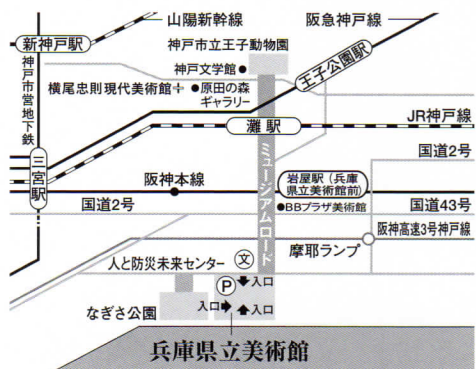 山陽新幹線
阪急神戸線
新神戸駅
神戸市立王子動物園
神戸文学館
王子公園駅
神戸市営地下鉄
横尾忠則現代美術館
原田の森
ギャラリー
JR神戸線
灘駅
国道2号
三宮駅
ミュージアムロード
阪神本線
岩屋駅(兵庫
県立美術館前)
BBプラザ美術館
国道2号
国道43号
阪神高速3号神戸線
摩耶ランプ
人と防災未来センター
文
P
入口
入口
入口
なぎさ公園
兵庫県立美術館